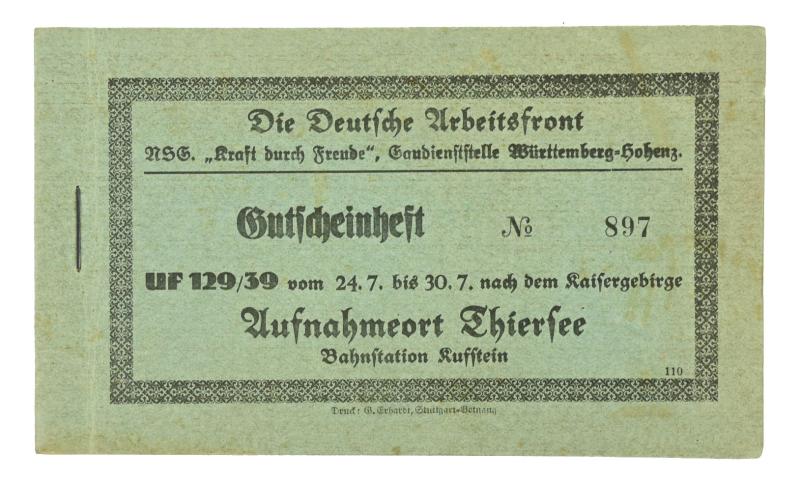 Die Deutsche Arbeitsfront
NSG. „Kraft durch Freude“, Gaudienststelle Württemberg-Hohenz.
Gutscheinheft № 897
UF 129/39 vom 24. 7. bis 30. 7. nach dem Kaisergebirge
Aufnahmeort Thiersee
Bahnstation Kufstein
110
Druck: G. Erhardt, Stuttgart-Botnang